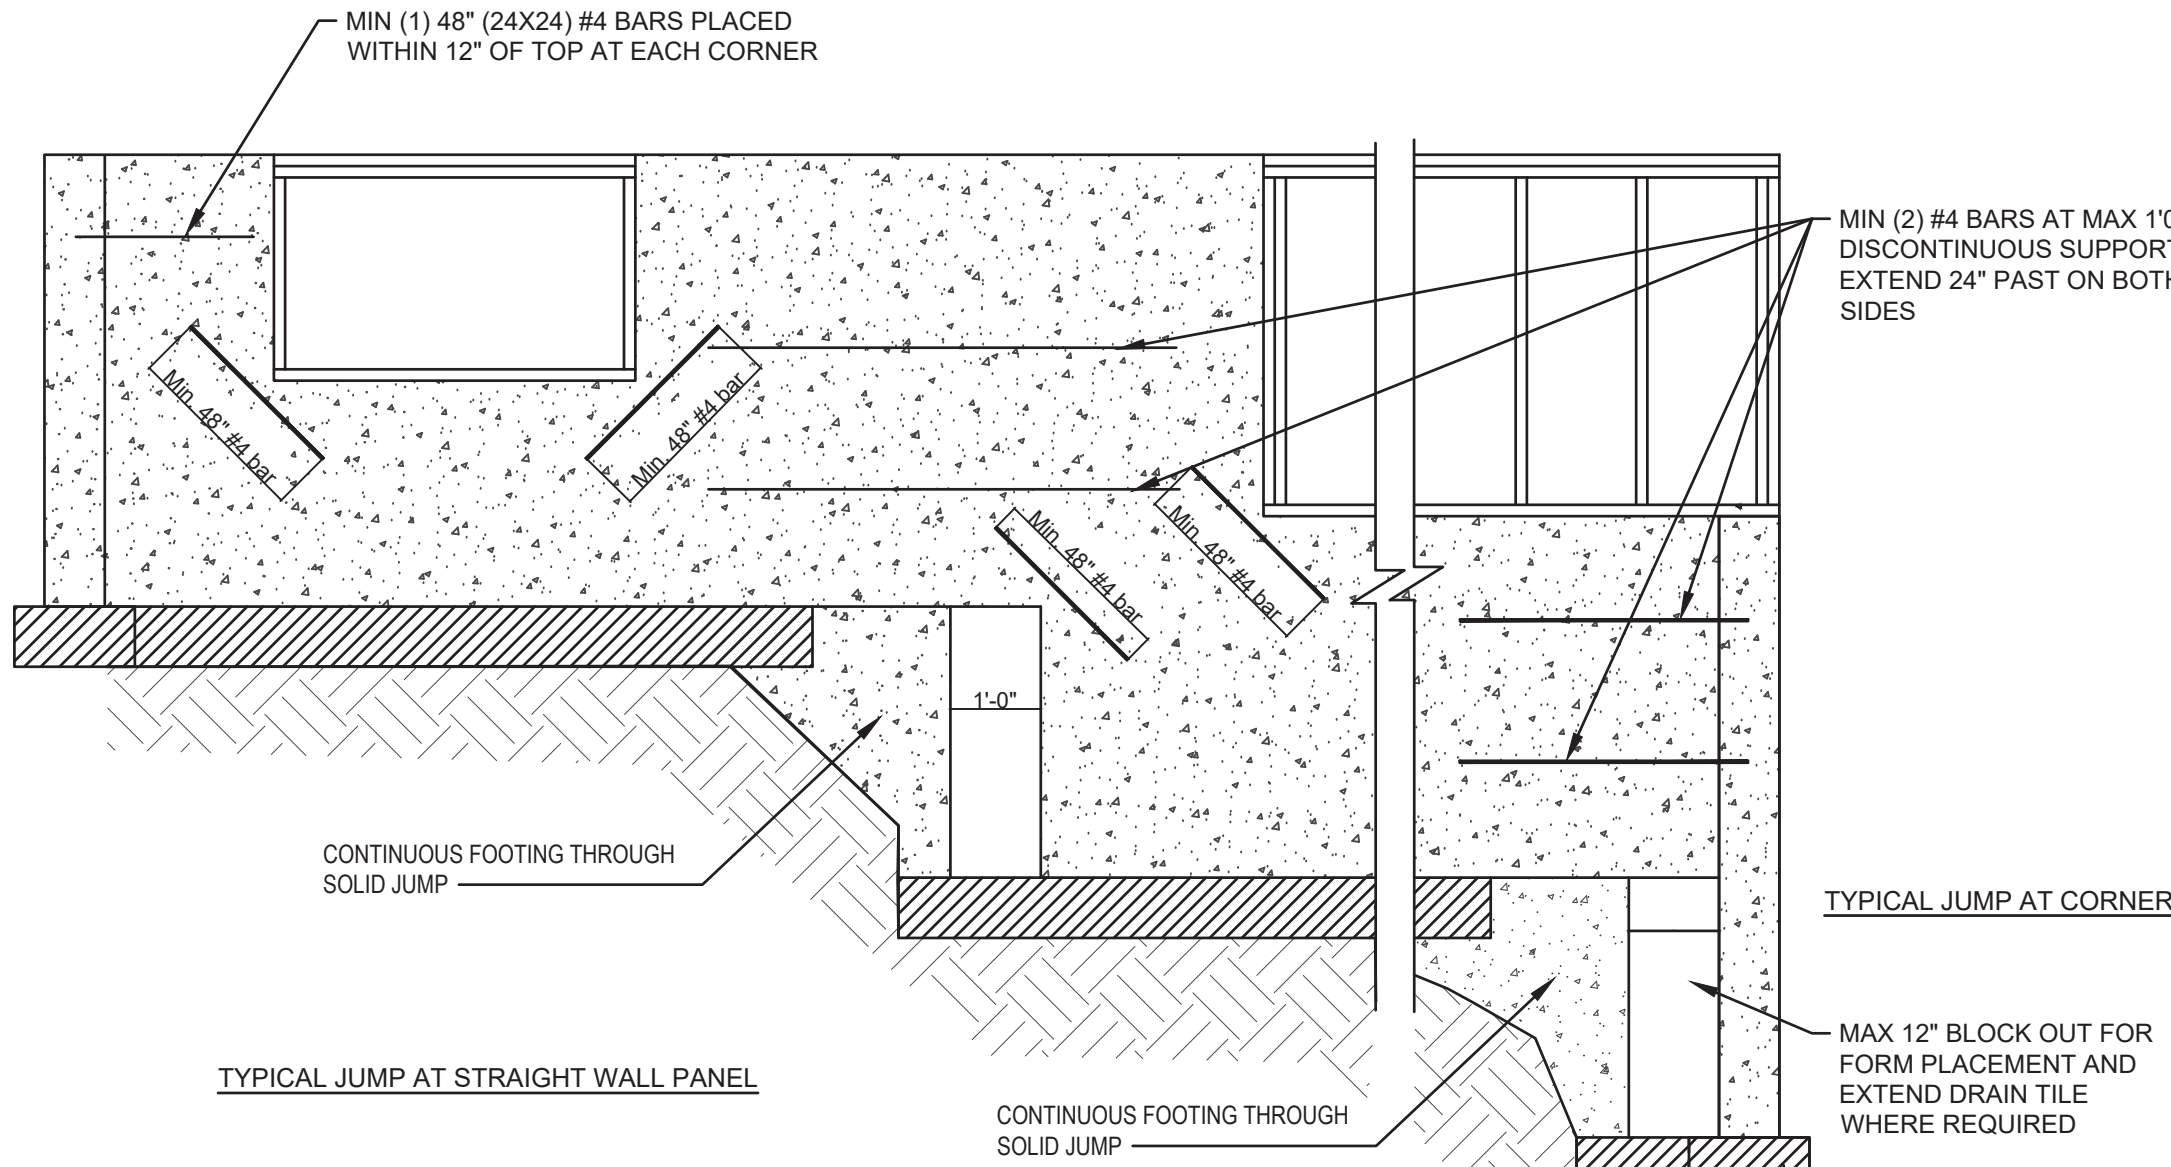 MIN (1) 48" (24X24) #4 BARS PLACED
WITHIN 12" OF TOP AT EACH CORNER
MIN (2) #4 BARS AT MAX 1'0
DISCONTINUOUS SUPPORT
EXTEND 24" PAST ON BOTH
SIDES
Min. 48" #4 bar
Min. 48" #4 bar
Min. 48" #4 bar
Min. 48" #4 bar
1'-0"
CONTINUOUS FOOTING THROUGH
SOLID JUMP
TYPICAL JUMP AT CORNER
TYPICAL JUMP AT STRAIGHT WALL PANEL
MAX 12" BLOCK OUT FOR
FORM PLACEMENT AND
EXTEND DRAIN TILE
WHERE REQUIRED
CONTINUOUS FOOTING THROUGH
SOLID JUMP